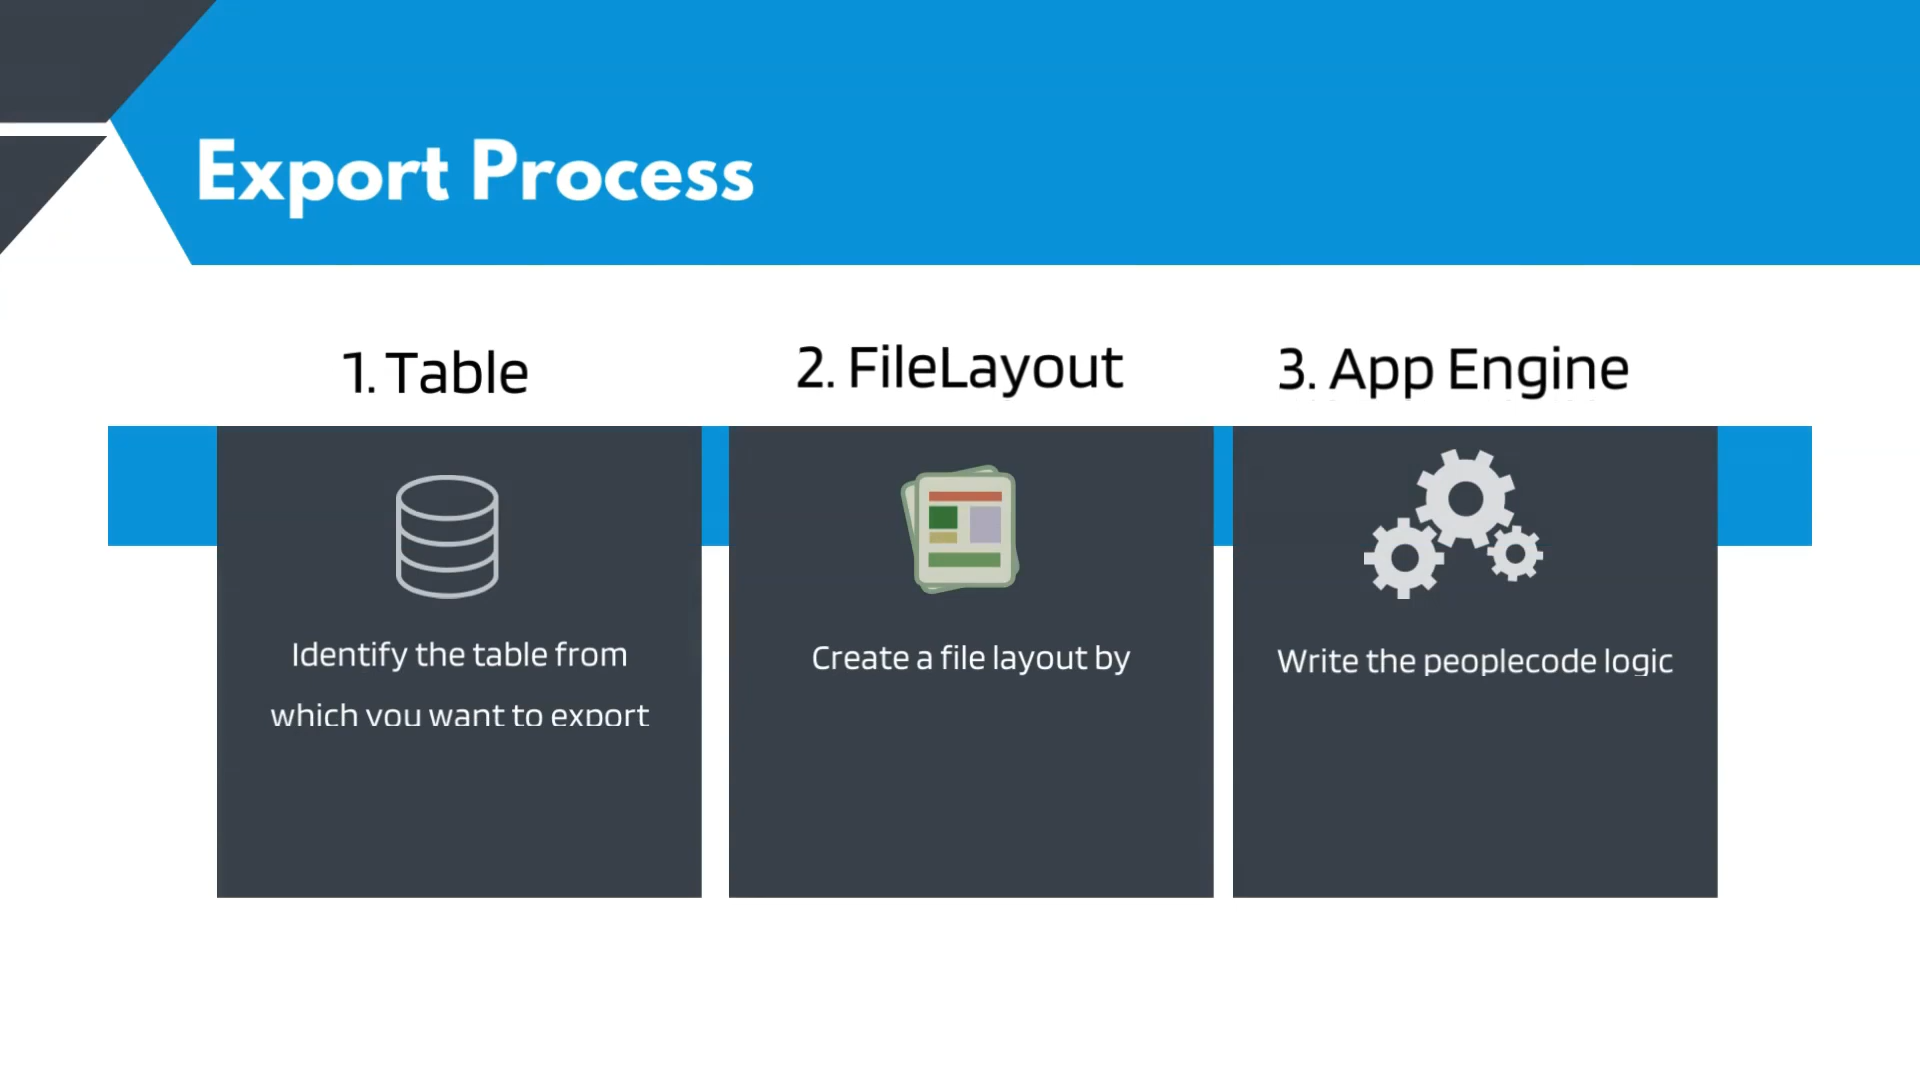 Export Process
1. Table
2. FileLayout
3. App Engine
Identify the table from
which you want to export
Create a file layout by
Write the peoplecode logic